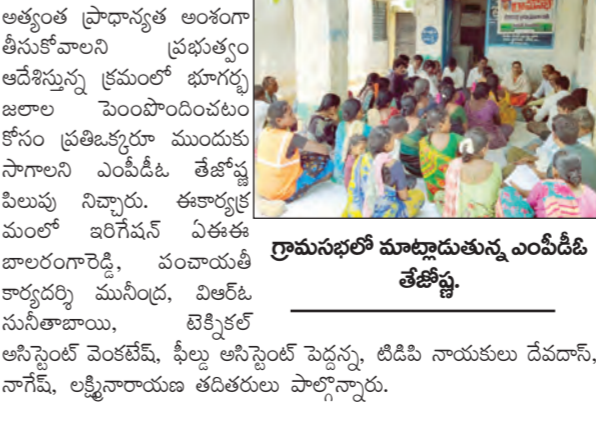 అత్యంత ప్రాధాన్యత అంశంగా
తీసుకోవాలని ప్రభుత్వం
ఆదేశిస్తున్న క్రమంలో భూగర్భ
జలాల పెంపొందించటం
కోసం ప్రతిఒక్కరూ ముందుకు
సాగాలని ఎంపీడీఓ తేజోష్ణ
పిలుపు నిచ్చారు. ఈకార్యక్ర
మంలో ఇరిగేషన్ ఏఈఈ
బాలరంగారెడ్డి, పంచాయతీ
కార్యదర్శి మునీంద్ర, విఆర్ఓ
సునీతాబాయి, టెక్నికల్
అసిస్టెంట్ వెంకటేష్, ఫీల్డు అసిస్టెంట్ పెద్దన్న, టిడిపి నాయకులు దేవదాస్,
నాగేష్, లక్ష్మినారాయణ తదితరులు పాల్గొన్నారు.
గ్రామసభలో మాట్లాడుతున్న ఎంపీడీఓ
తేజోష్ణ.